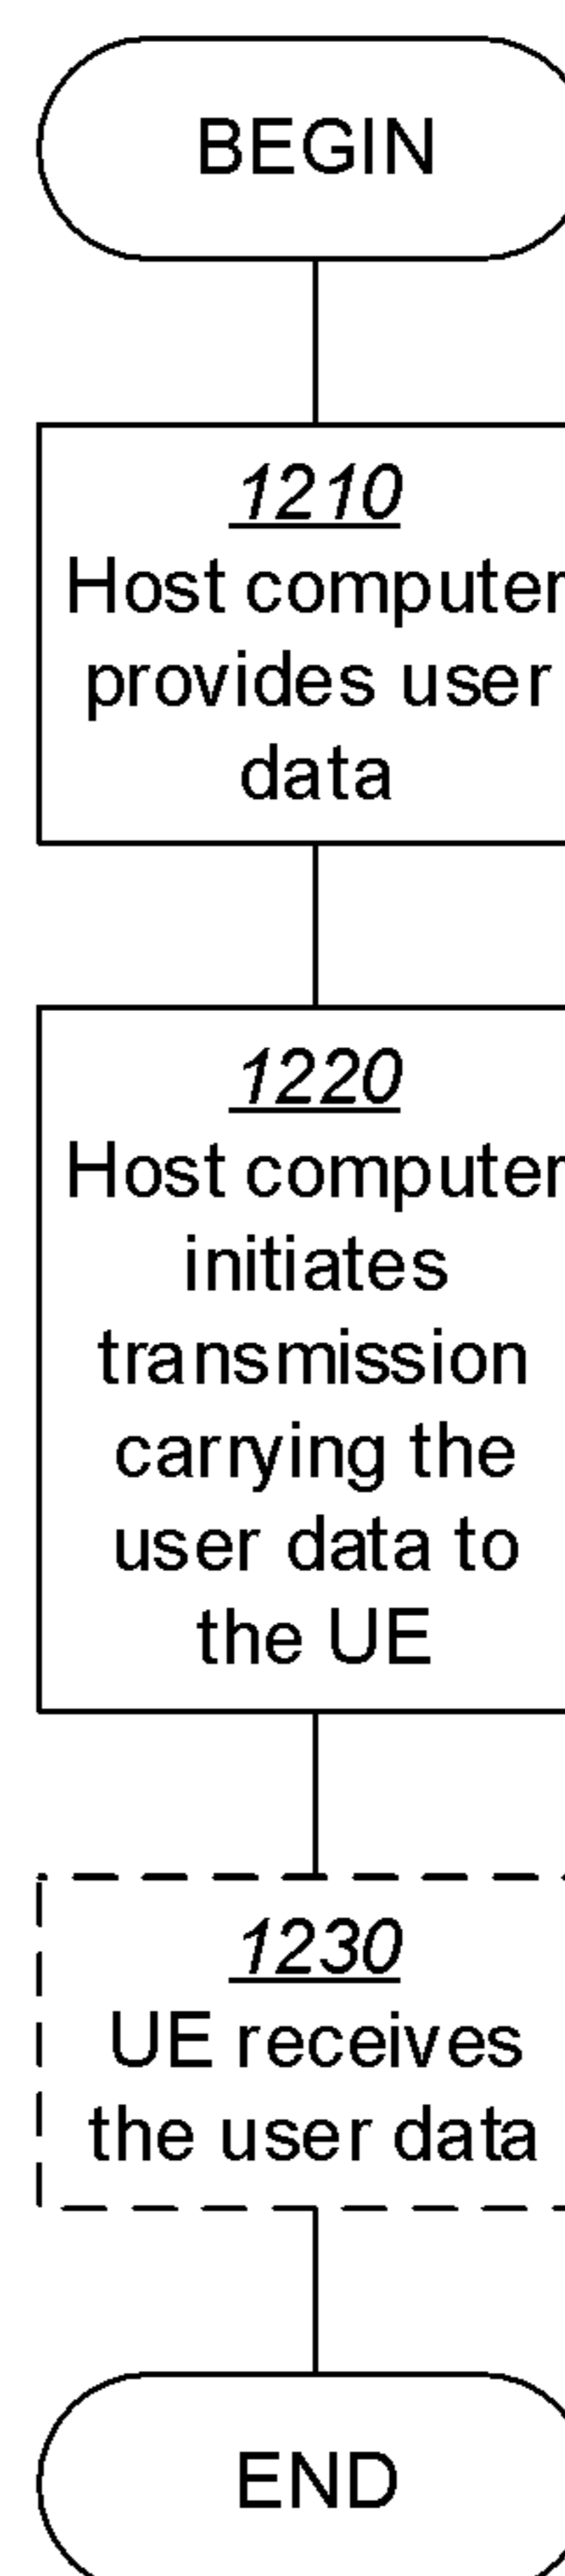 BEGIN
1210
Host computer
provides user
data
1220
Host computer
initiates
transmission
carrying the
user data to
the UE
1230
UE receives
the user data
END